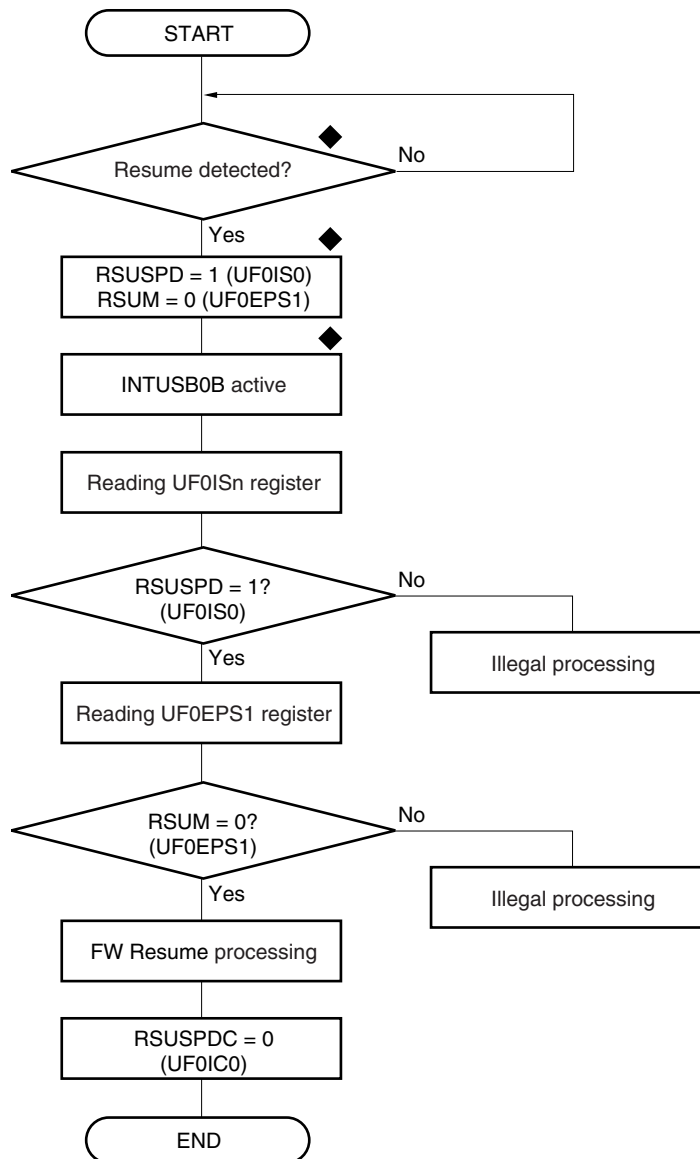 START
Resume detected?
No
Yes
RSUSPD = 1 (UF0IS0)
RSUM = 0 (UF0EPS1)
INTUSB0B active
Reading UF0ISn register
RSUSPD = 1?
(UF0IS0)
No
Illegal processing
Yes
Reading UF0EPS1 register
RSUM = 0?
(UF0EPS1)
No
Illegal processing
Yes
FW Resume processing
RSUSPDC = 0
(UF0IC0)
END